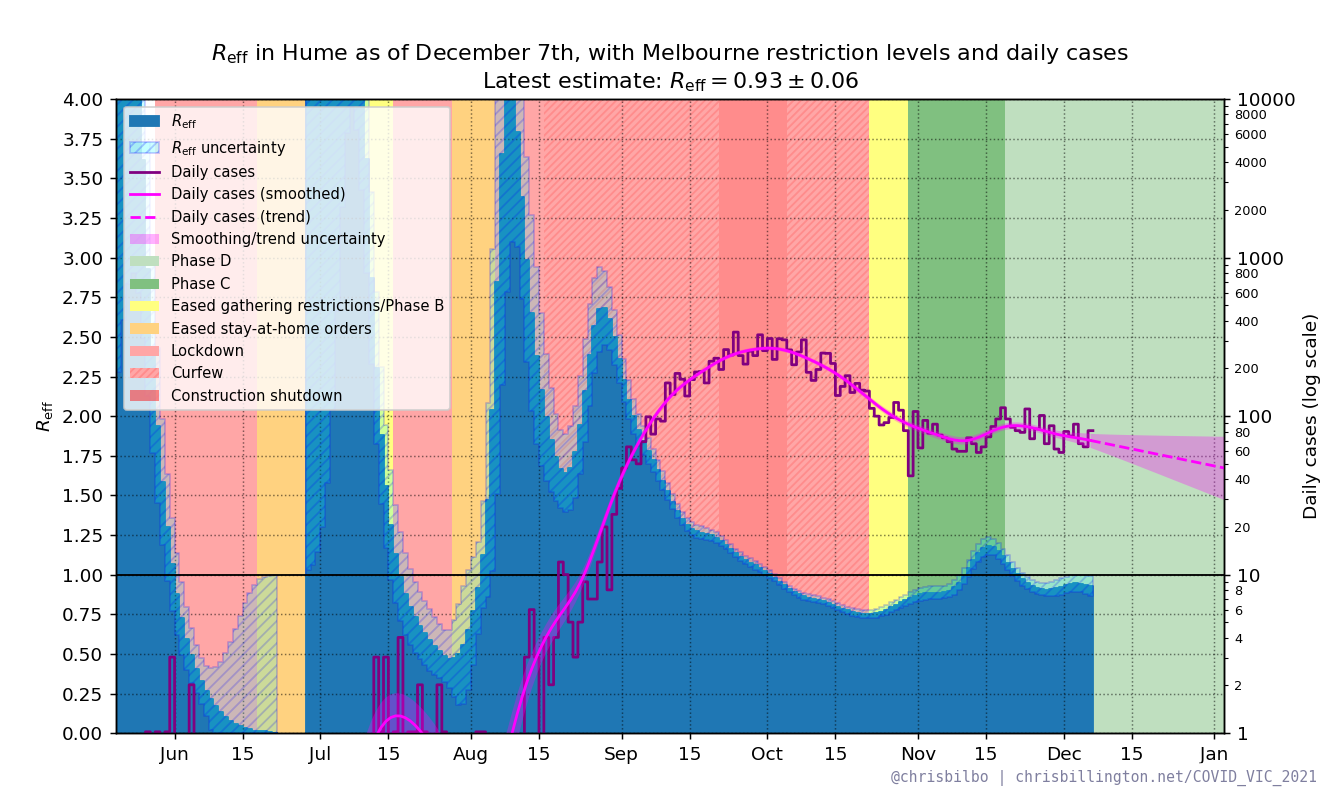 Reff in Hume as of December 7th, with Melbourne restriction levels and daily cases
Latest estimate: Reff = 0.93 ± 0.06
4.00
3.75
3.50
3.25
3.00
2.75
2.50
2.25
2.00
1.75
1.50
1.25
1.00
0.75
0.50
0.25
0.00
Reff
Reff
Reff uncertainty
Daily cases
Daily cases (smoothed)
Daily cases (trend)
Smoothing/trend uncertainty
Phase D
Phase C
Eased gathering restrictions/Phase B
Eased stay-at-home orders
Lockdown
Curfew
Construction shutdown
10000
8000
6000
4000
2000
1000
800
600
400
200
100
80
60
40
20
10
8
6
4
2
1
Daily cases (log scale)
Jun 15 Jul 15 Aug 15 Sep 15 Oct 15 Nov 15 Dec 15 Jan
@chrisbilbo | chrisbillington.net/COVID_VIC_2021